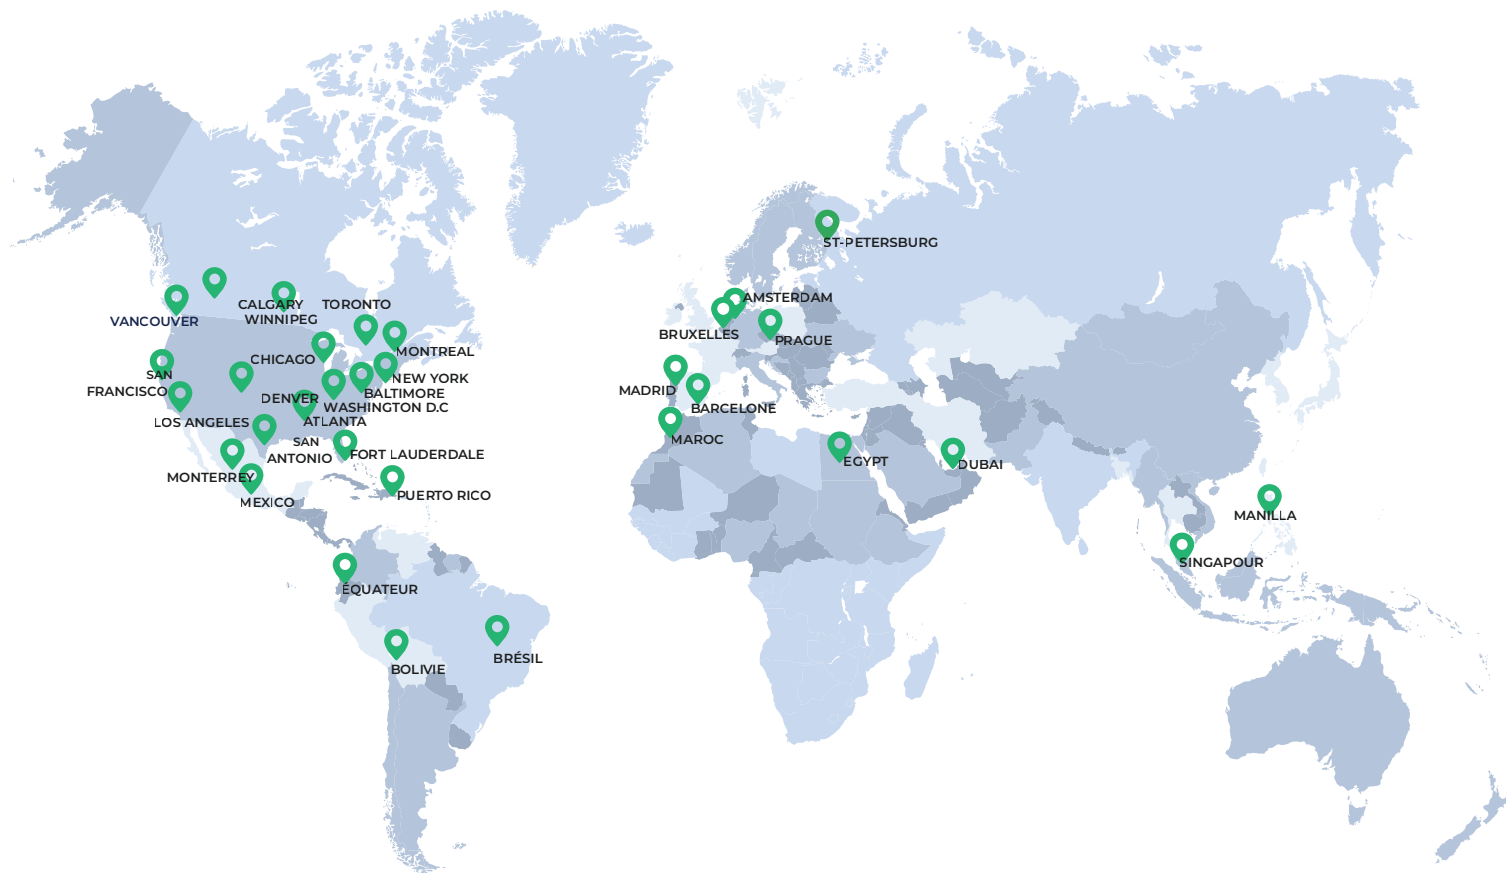 ST-PETERSBURG
AMSTERDAM
CALGARY
TORONTO
VANCOUVER
WINNIPEG
BRUXELLES
PRAGUE
MONTREAL
CHICAGO
SAN
FRANCISCO
NEW YORK
MADRID
BALTIMORE
DENVER
WASHINGTON D.C
BARCELONE
LOS ANGELES
ATLANTA
MAROC
SAN
ANTONIO
FORT LAUDERDALE
EGYPT
DUBAI
MONTERREY
PUERTO RICO
MEXICO
MANILLA
SINGAPOUR
ÉQUATEUR
BRÉSIL
BOLIVIE